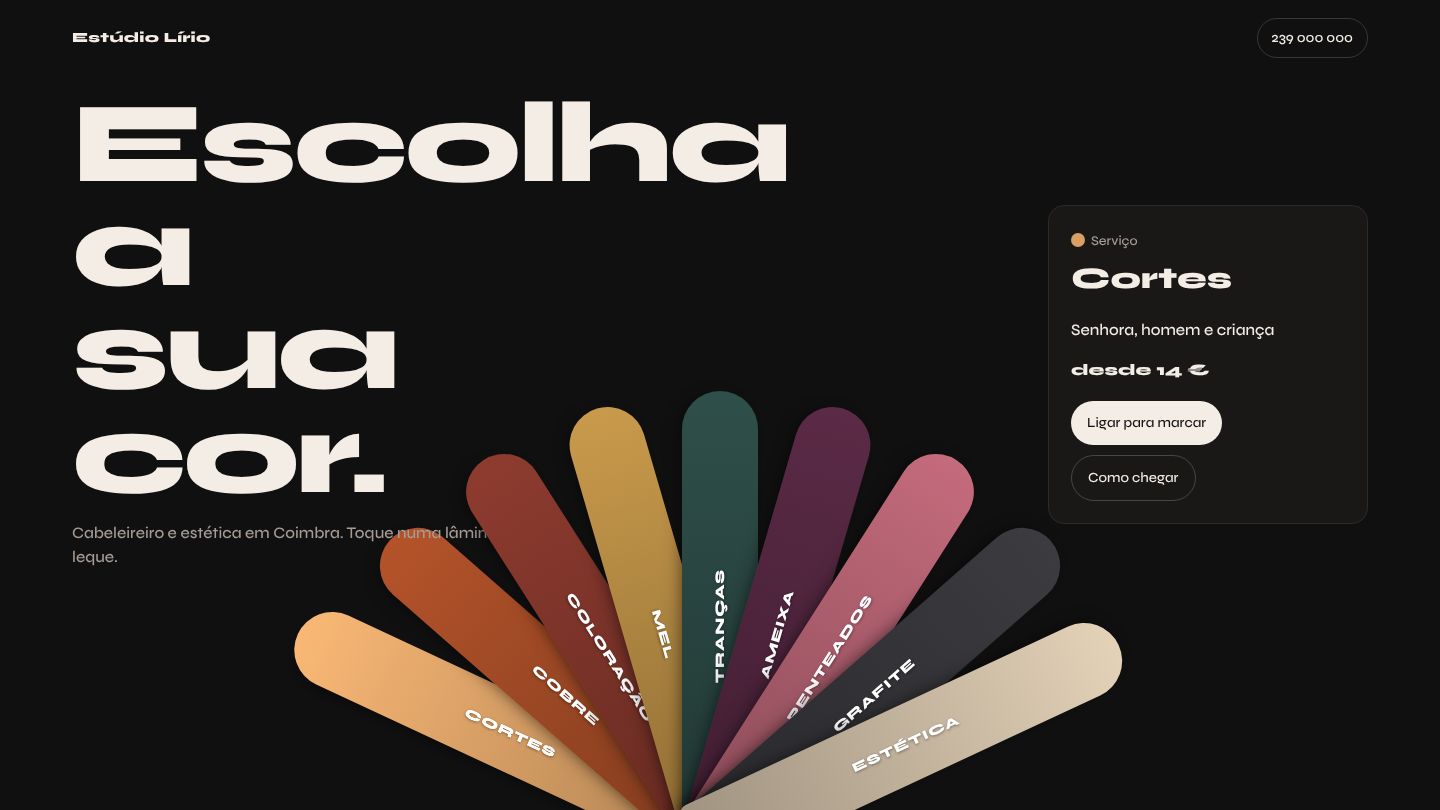 Estúdio Lírio
239 000 000
Escolha
a
sua
cor.
Cabeleireiro e estética em Coimbra. Toque numa
leque.
Serviço
Cortes
Senhora, homem e criança
desde 14 €
Ligar para marcar
Como chegar
CORTES
COBRE
COLORAÇÃO
MEL
TRANÇAS
AMEIXA
PENTEADOS
GRAFITE
ESTÉTICA